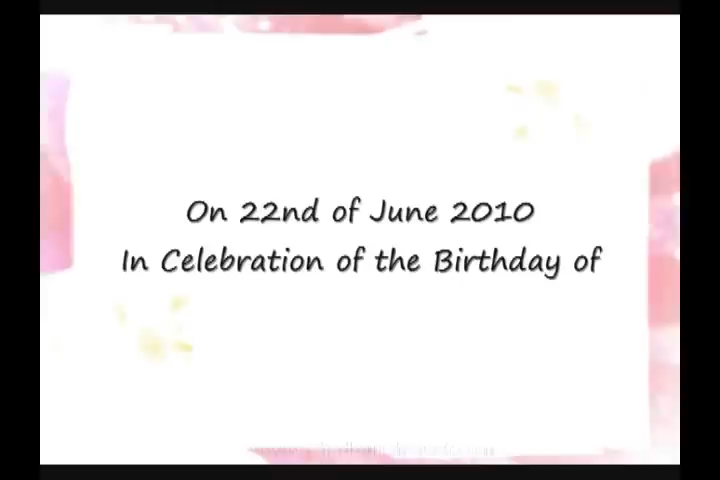 On 22nd of June 2010
In Celebration of the Birthday of